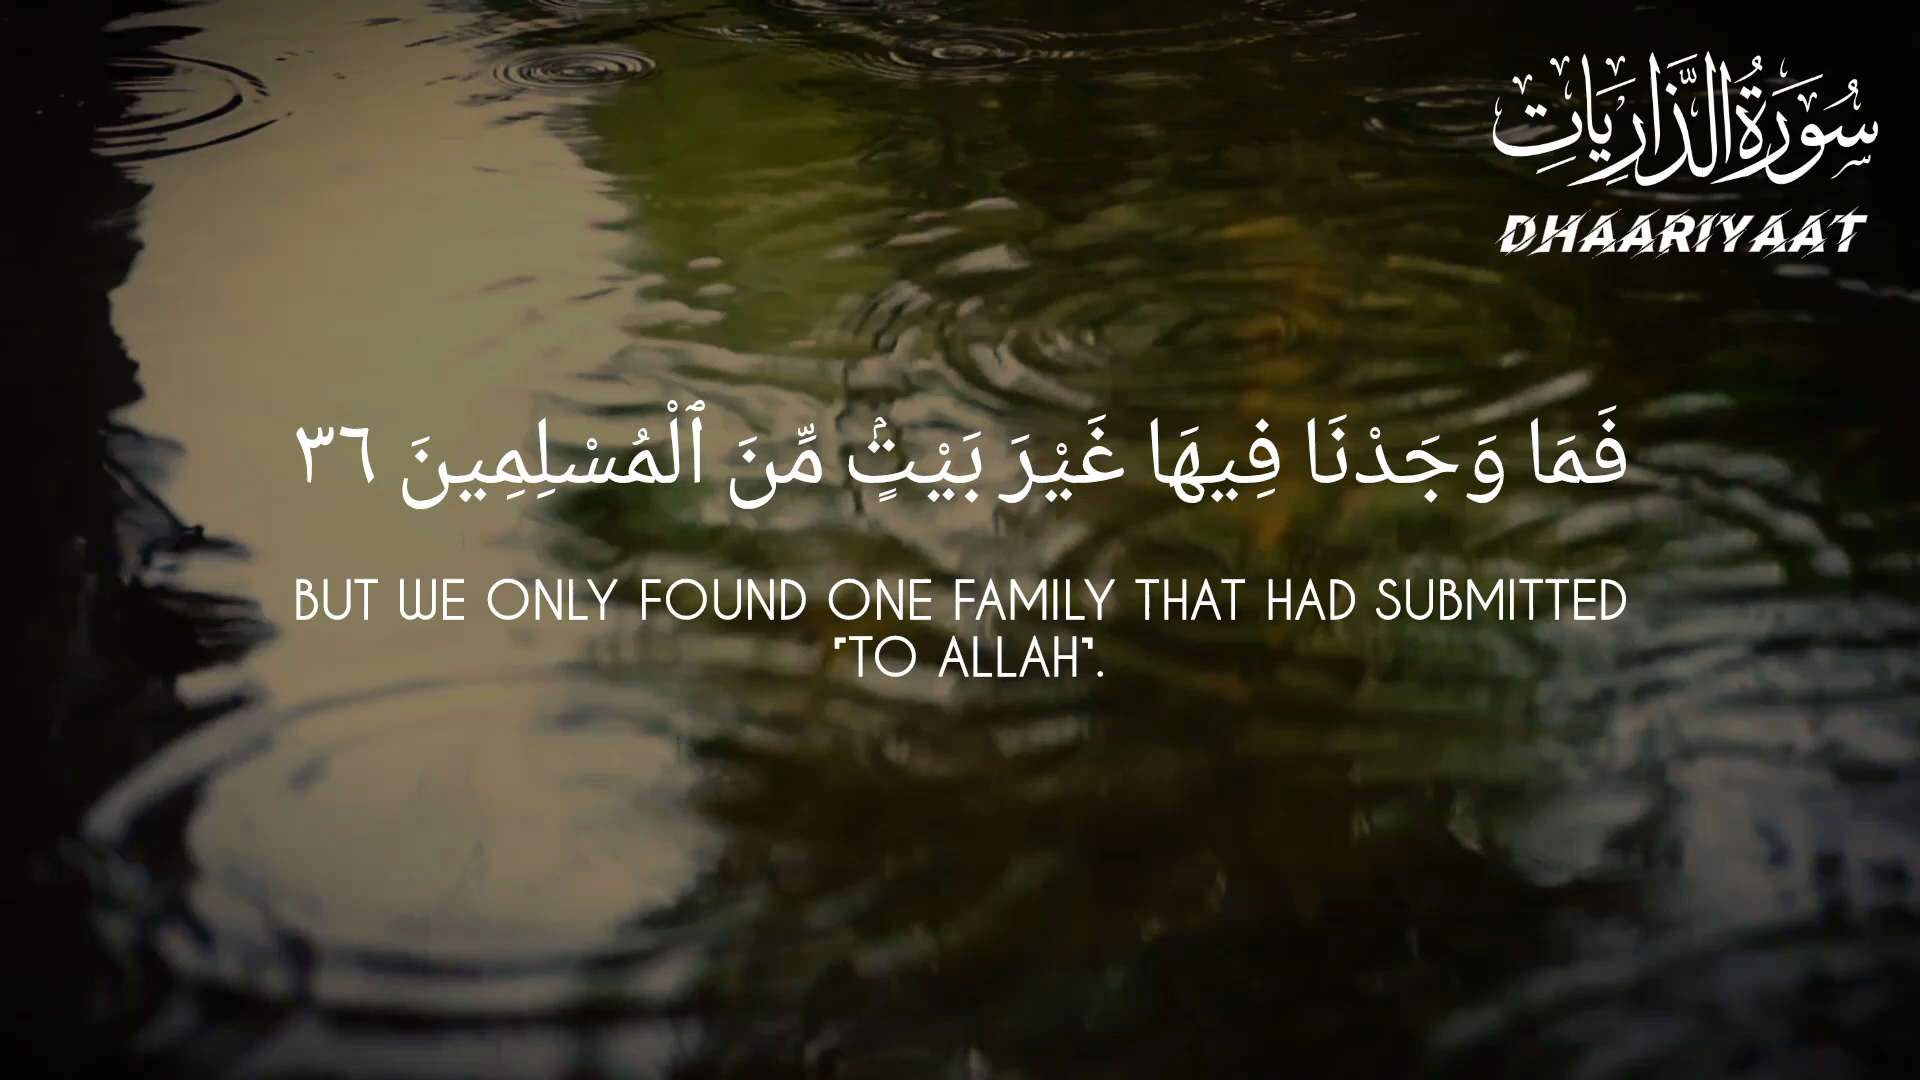 سُورَةُ الذَّارِيَاتِ
DHAARIYAAT
فَمَا وَجَدْنَا فِيهَا غَيْرَ بَيْتٍۢ مِّنَ ٱلْمُسْلِمِينَ ٣٦
BUT WE ONLY FOUND ONE FAMILY THAT HAD SUBMITTED
˹TO ALLAH˺.